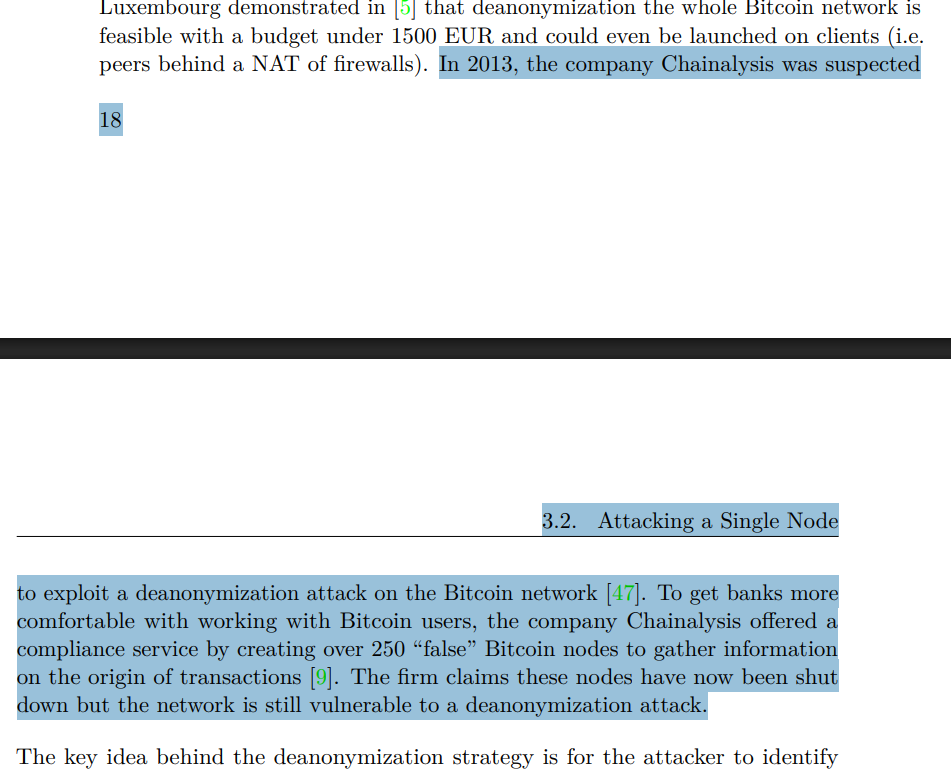 Luxembourg demonstrated in [5] that deanonymization the whole Bitcoin network is
feasible with a budget under 1500 EUR and could even be launched on clients (i.e.
peers behind a NAT of firewalls). In 2013, the company Chainalysis was suspected
18
3.2. Attacking a Single Node
to exploit a deanonymization attack on the Bitcoin network [47]. To get banks more
comfortable with working with Bitcoin users, the company Chainalysis offered a
compliance service by creating over 250 “false” Bitcoin nodes to gather information
on the origin of transactions [9]. The firm claims these nodes have now been shut
down but the network is still vulnerable to a deanonymization attack.
The key idea behind the deanonymization strategy is for the attacker to identify